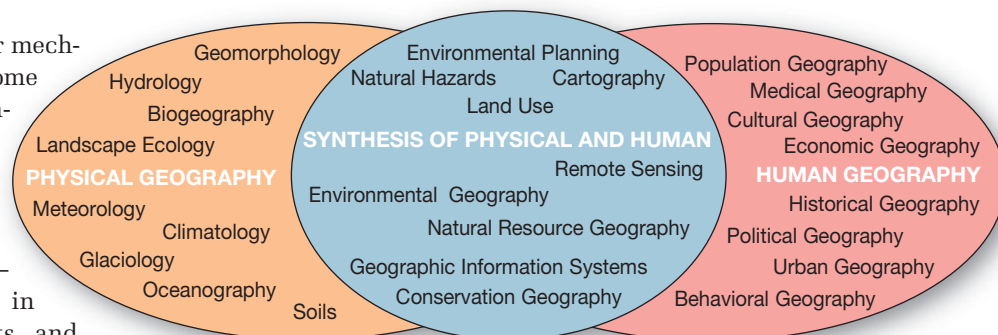 r mech-
ome
Geomorphology
Hydrology
Biogeography
Landscape Ecology
PHYSICAL GEOGRAPHY
Meteorology
Climatology
Glaciology
Oceanography
Soils
in
and
Environmental Planning
Natural Hazards Cartography
Land Use
SYNTHESIS OF PHYSICAL AND HUMAN
Remote Sensing
Environmental Geography
Natural Resource Geography
Geographic Information Systems
Conservation Geography
Population Geography
Medical Geography
Cultural Geography
Economic Geography
HUMAN GEOGRAPHY
Historical Geography
Political Geography
Urban Geography
Behavioral Geography